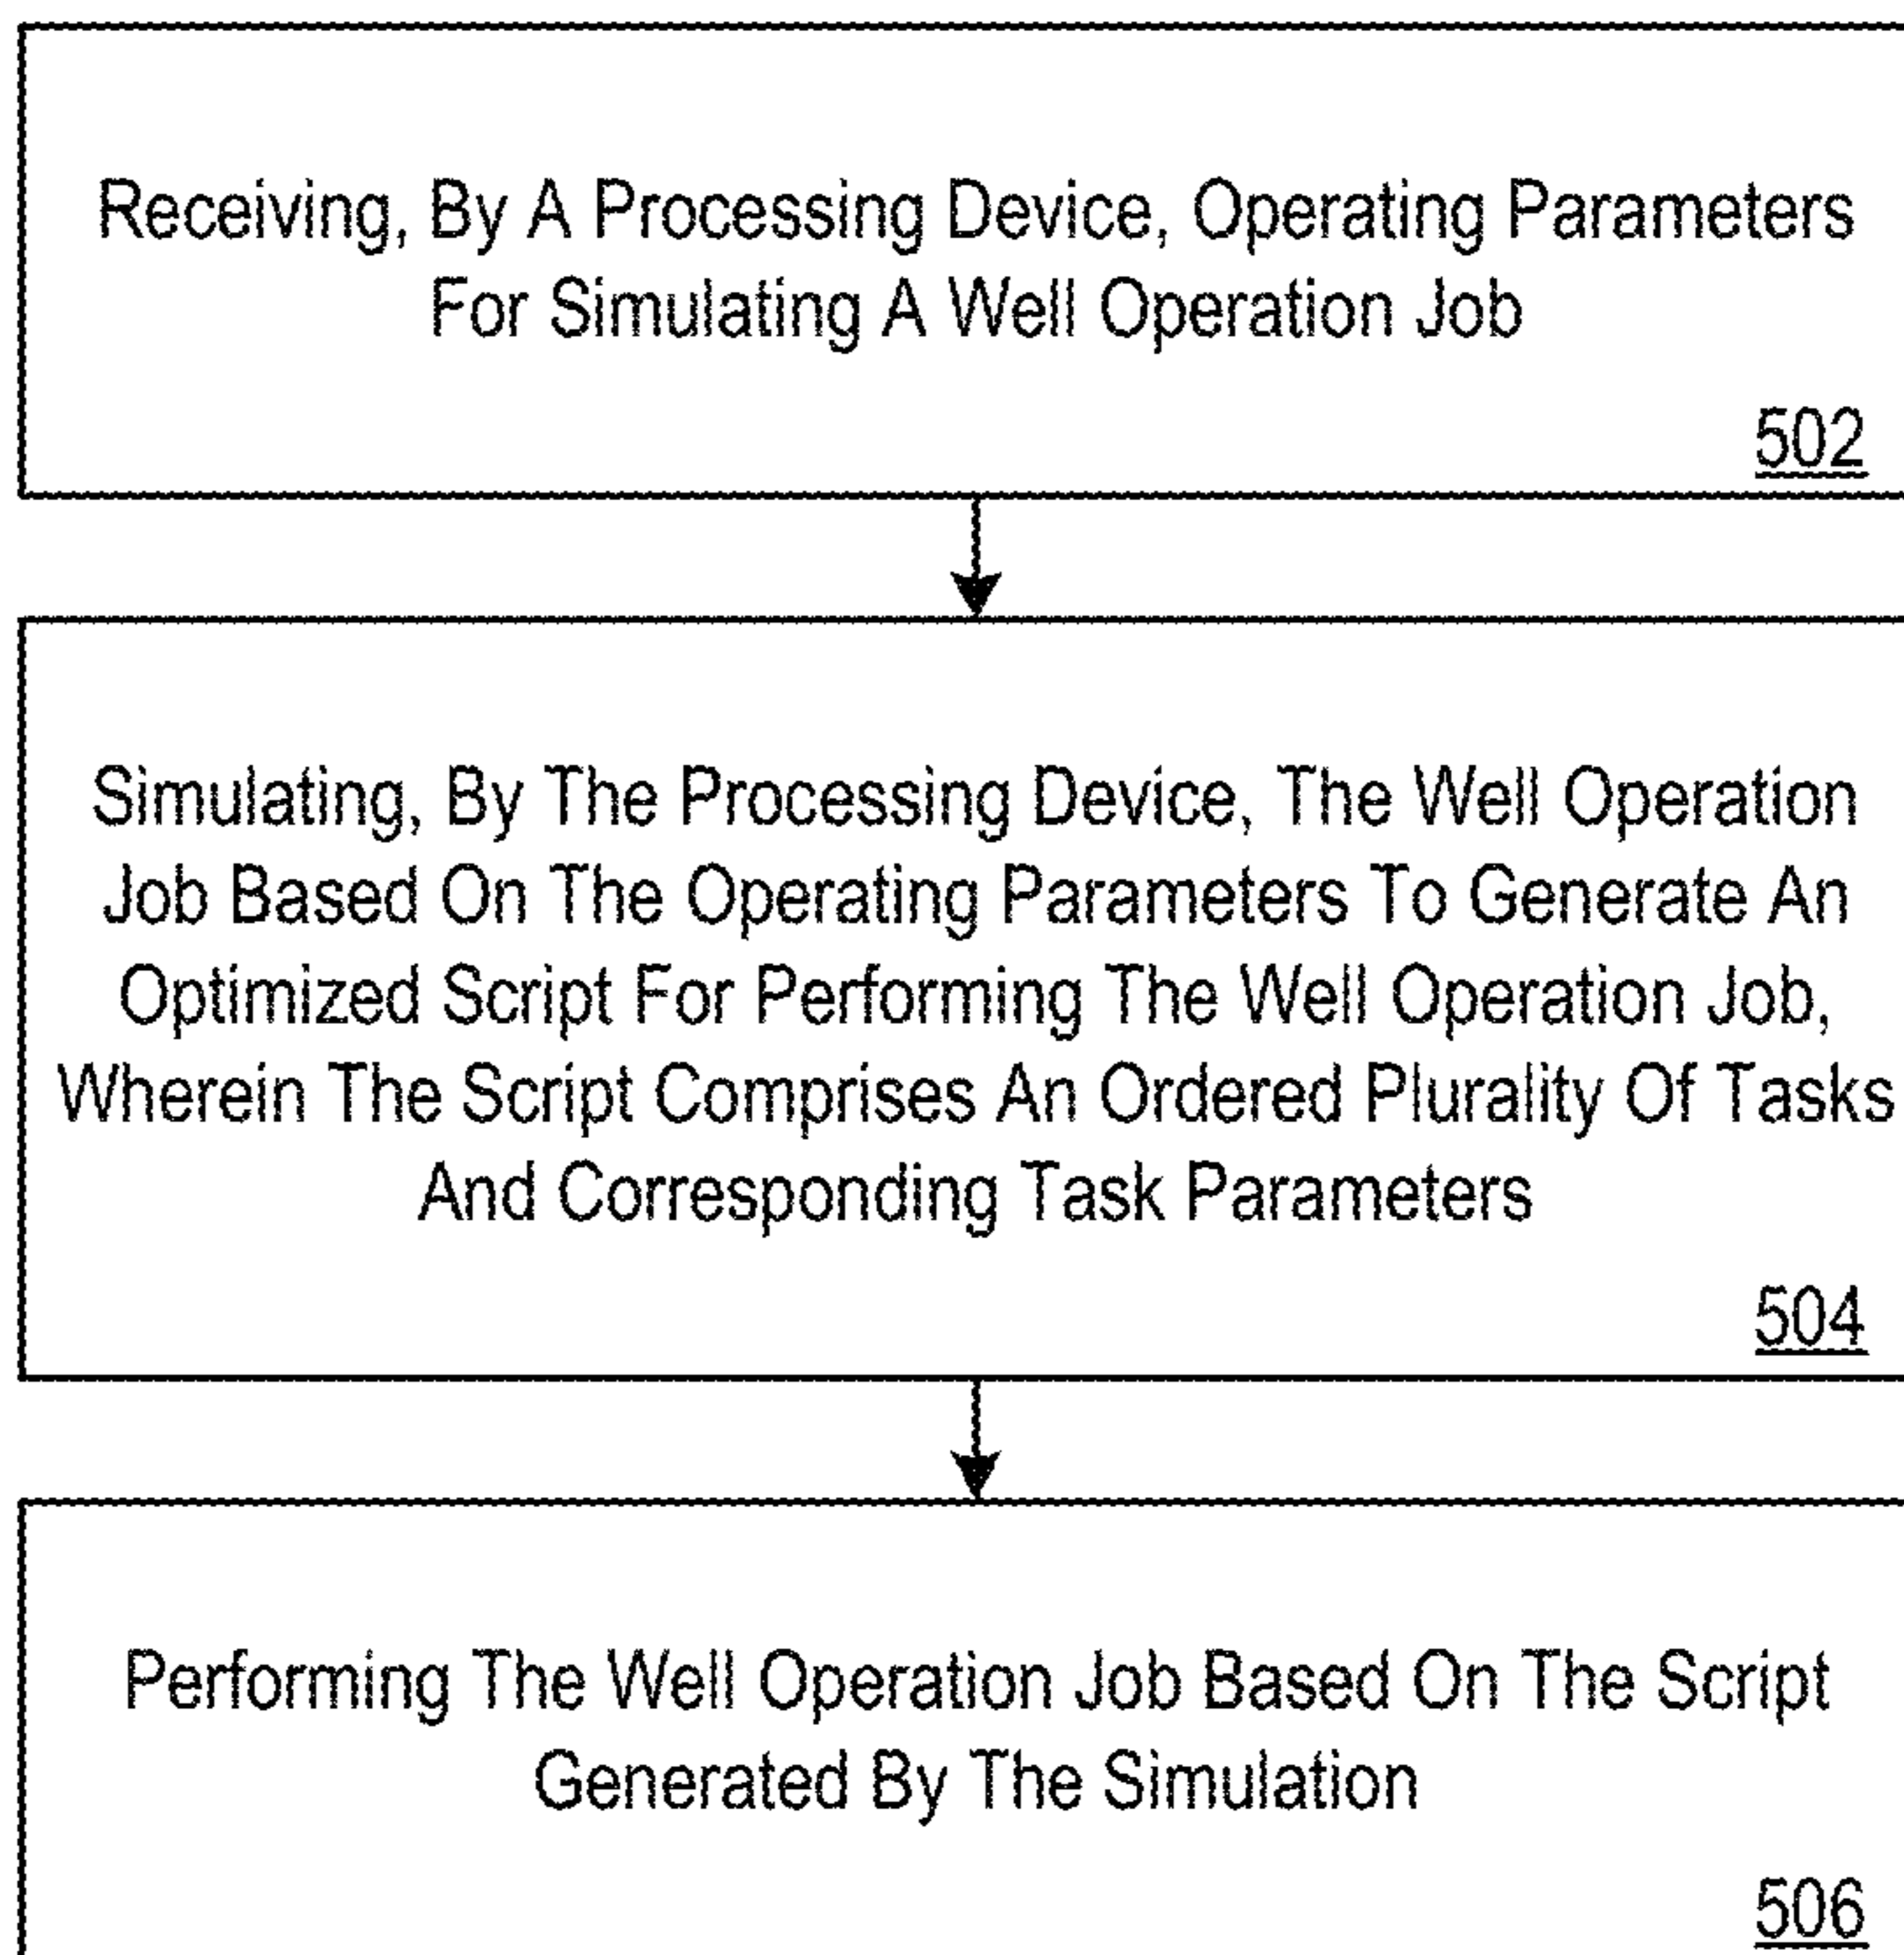 Receiving, By A Processing Device, Operating Parameters
For Simulating A Well Operation Job
502
Simulating, By The Processing Device, The Well Operation
Job Based On The Operating Parameters To Generate An
Optimized Script For Performing The Well Operation Job,
Wherein The Script Comprises An Ordered Plurality Of Tasks
And Corresponding Task Parameters
504
Performing The Well Operation Job Based On The Script
Generated By The Simulation
506